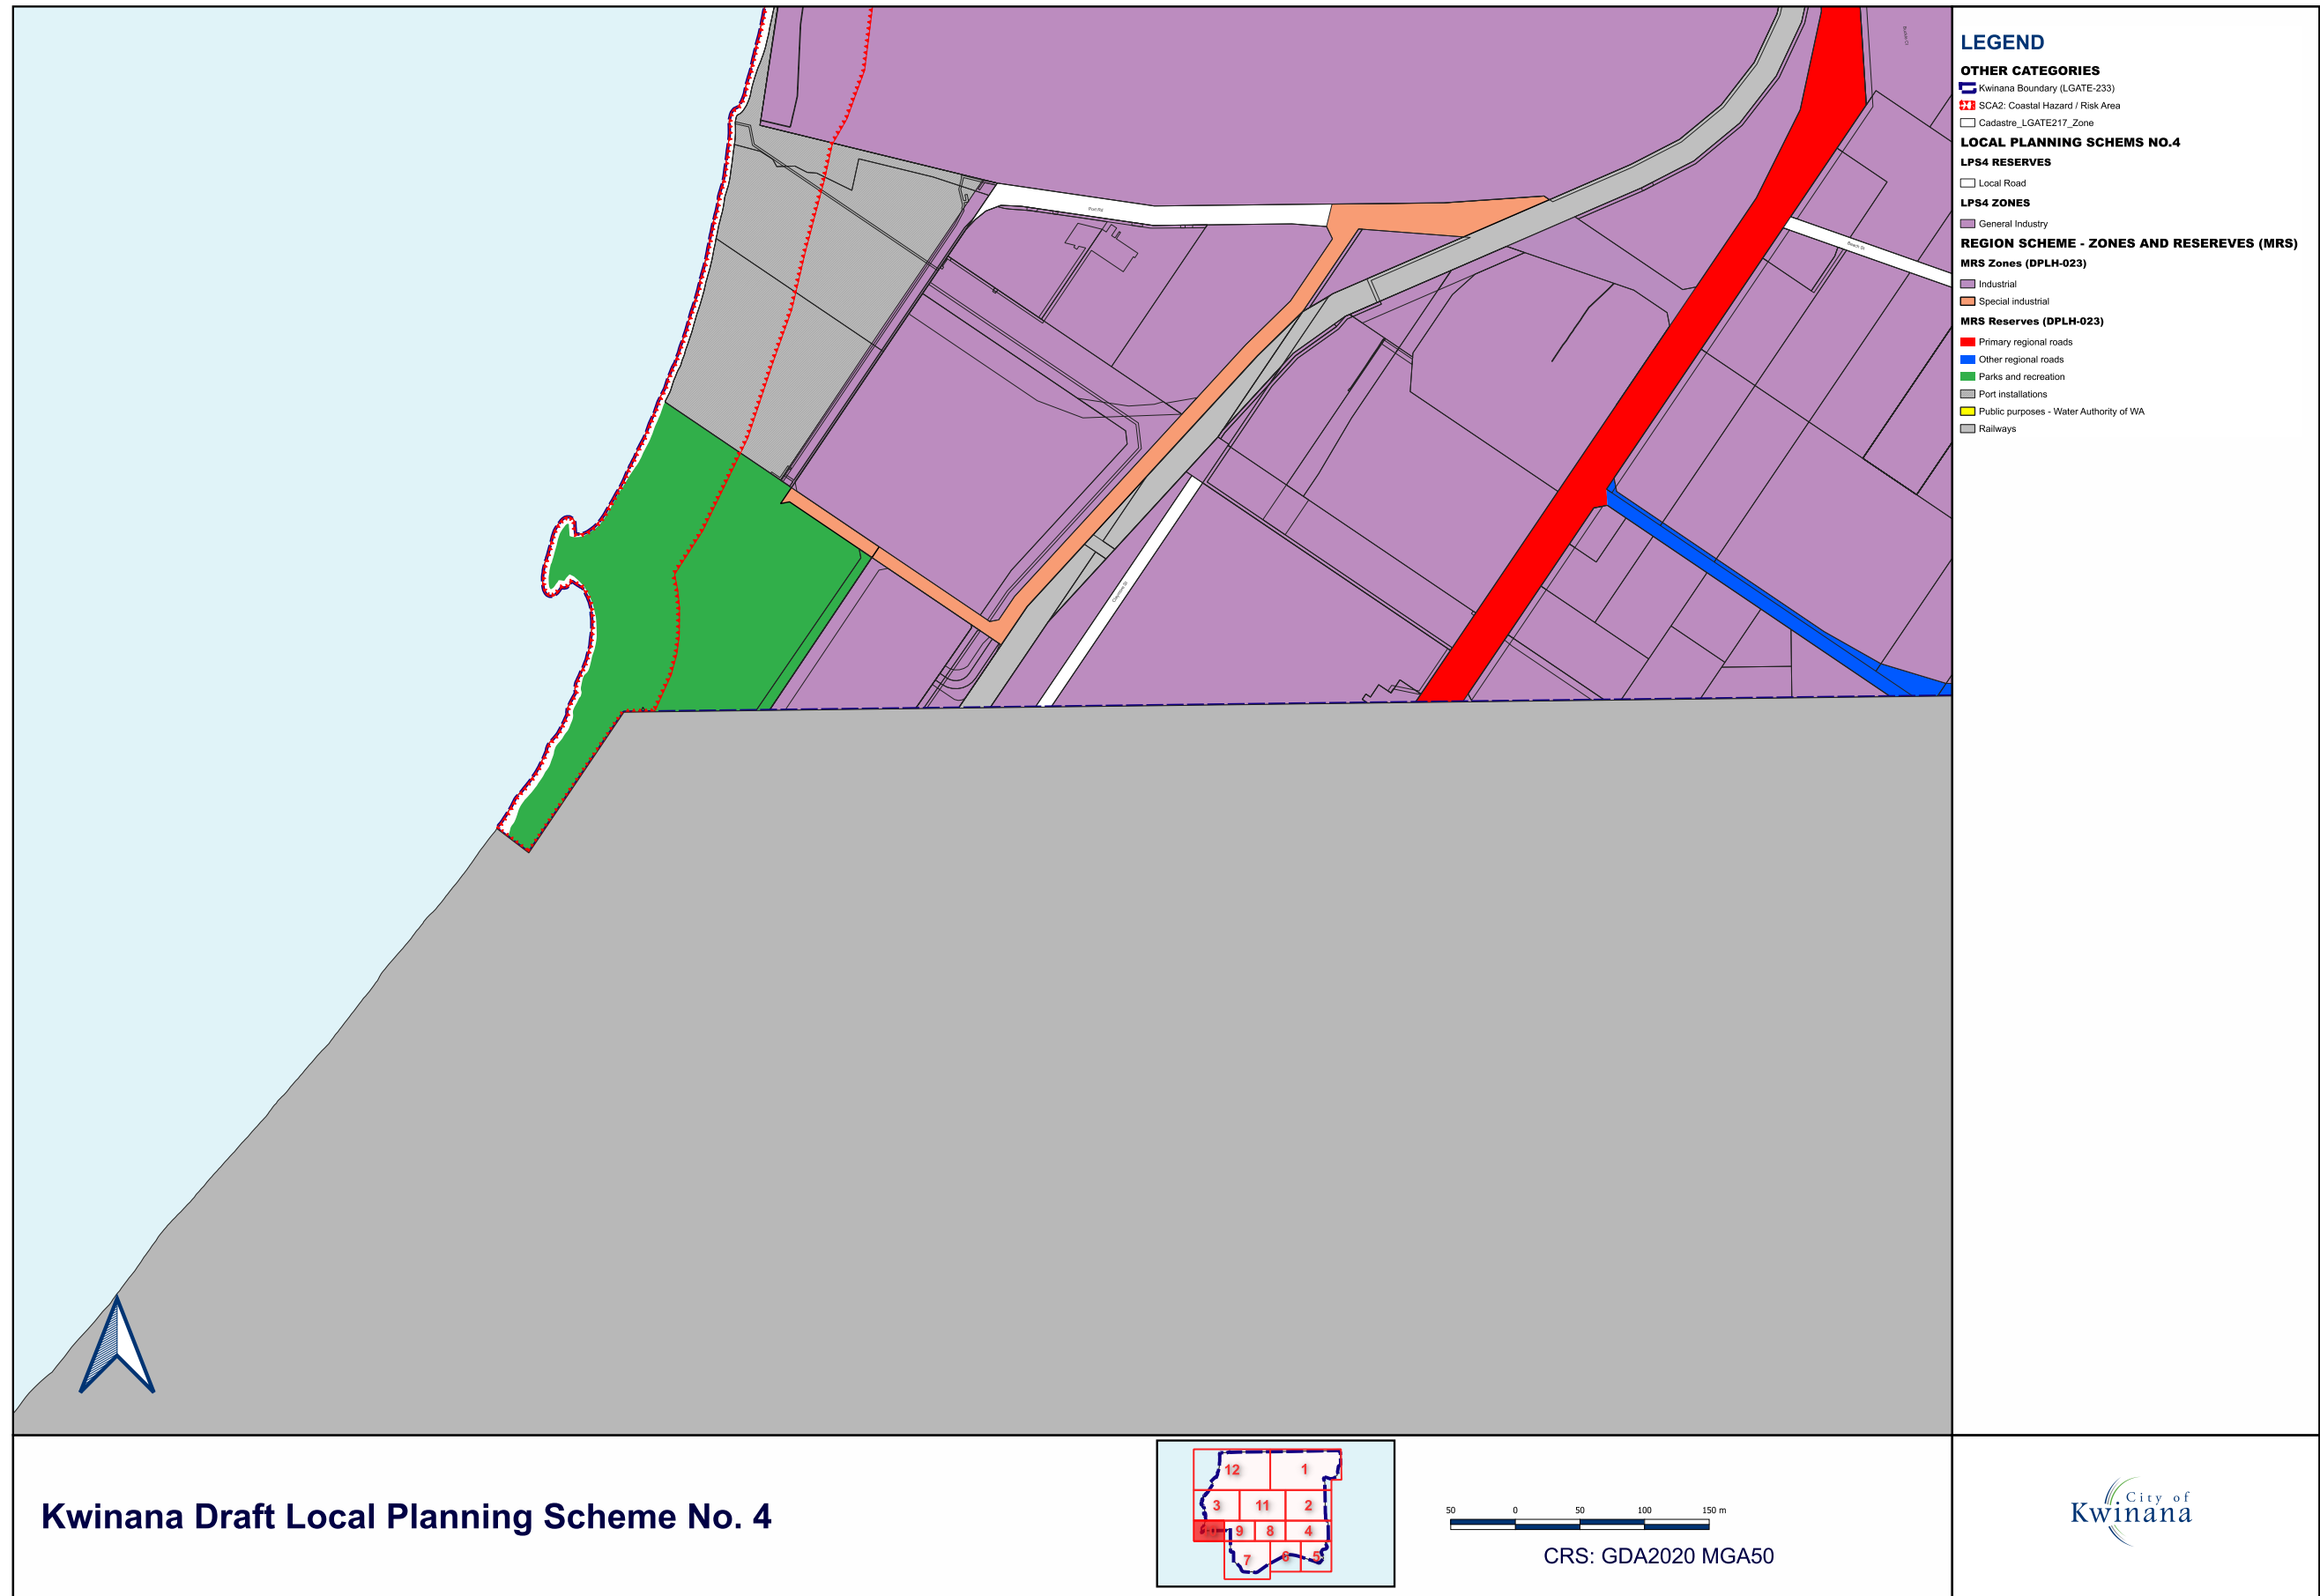 LEGEND
OTHER CATEGORIES
Kwinana Boundary (LGATE-233)
SCA2: Coastal Hazard / Risk Area
Cadastre_LGATE217_Zone
LOCAL PLANNING SCHEMS NO.4
LPS4 RESERVES
Local Road
LPS4 ZONES
General Industry
REGION SCHEME - ZONES AND RESEREVES (MRS)
MRS Zones (DPLH-023)
Industrial
Special industrial
MRS Reserves (DPLH-023)
Primary regional roads
Other regional roads
Parks and recreation
Port installations
Public purposes - Water Authority of WA
Railways
Port Rd
Beach St
Kwinana Draft Local Planning Scheme No. 4
12 1
3 11 2
9 8 4
7 6 5
50 0 50 100 150 m
CRS: GDA2020 MGA50
City of
Kwinana